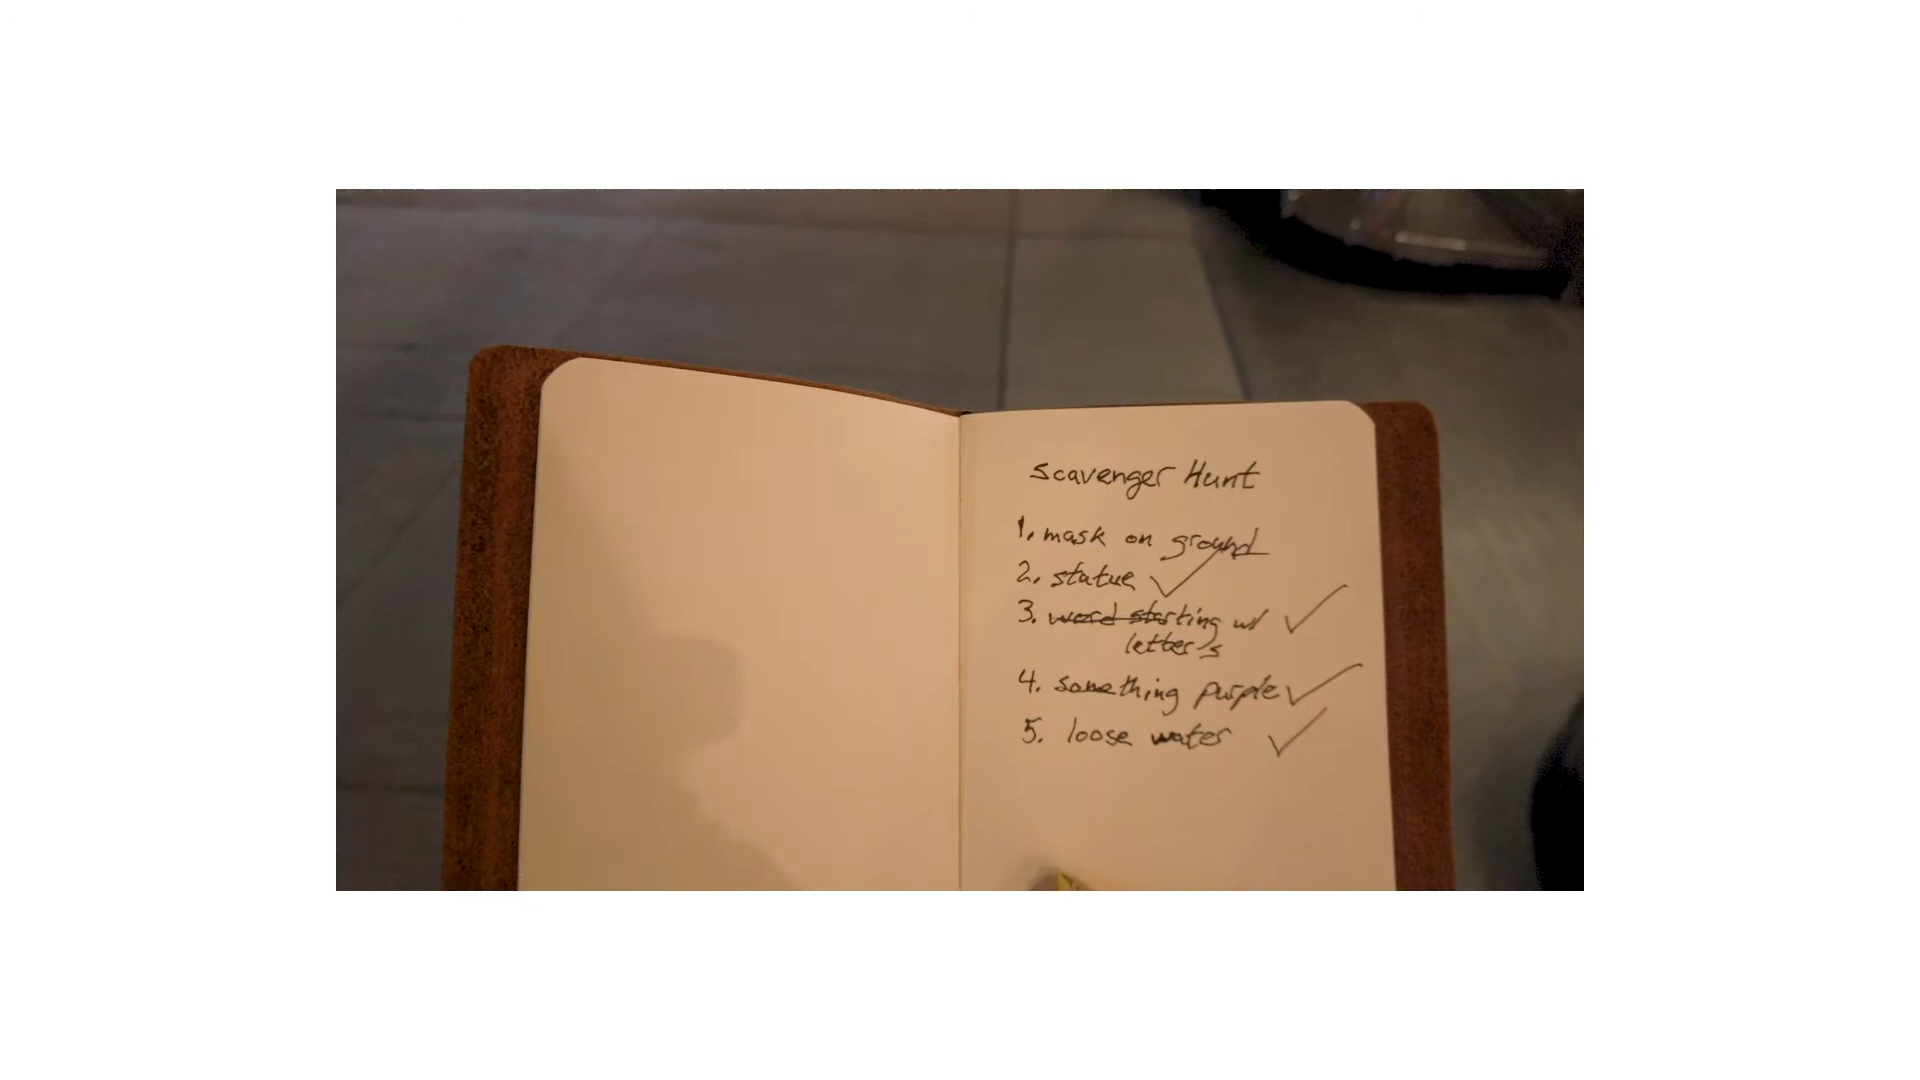 Scavenger Hunt
1. mask on ground
2. statue ✓
3. word starting w/ ✓
letter s
4. something purple ✓
5. loose water ✓